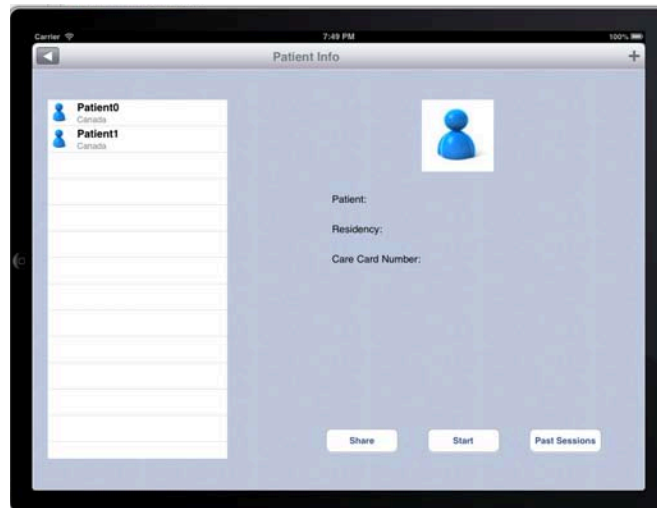 Carrier 7:49 PM 100%
Patient Info +
Patient0
Canada
Patient1
Canada
Patient:
Residency:
Care Card Number:
Share Start Past Sessions